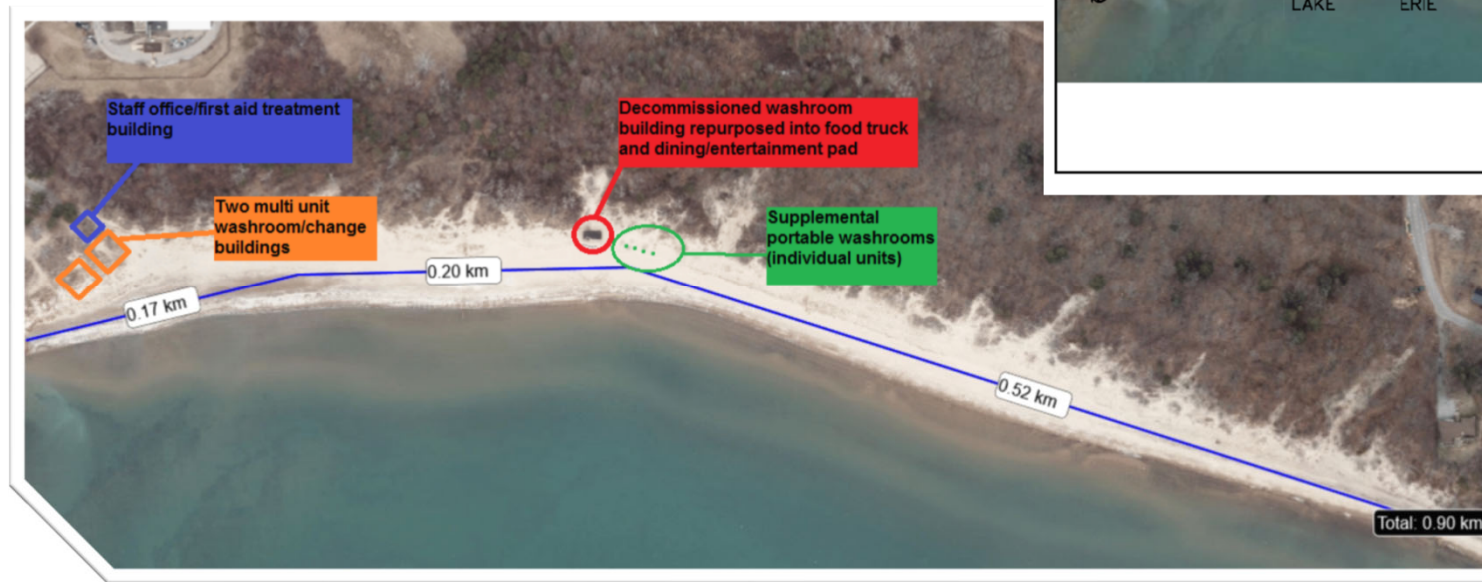 LAKE ERIE
Staff office/first aid treatment
building
Decommissioned washroom
building repurposed into food truck
and dining/entertainment pad
Two multi unit
washroom/change
buildings
Supplemental
portable washrooms
(individual units)
0.17 km
0.20 km
0.52 km
Total: 0.90 km